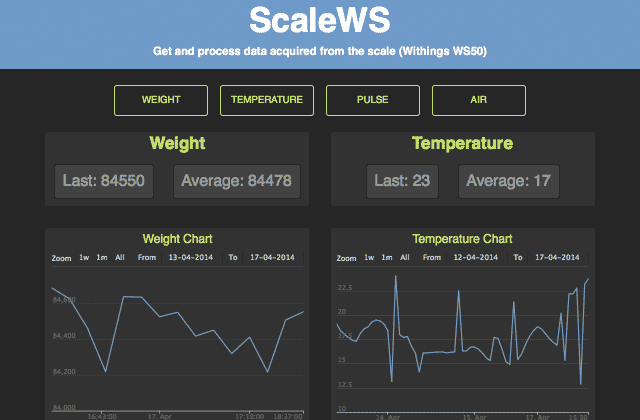 ScaleWS
Get and process data acquired from the scale (Withings WS50)
WEIGHT TEMPERATURE PULSE AIR
Weight
Last: 84550 Average: 84478
Temperature
Last: 23 Average: 17
Weight Chart
Zoom 1w 1m All From 13-04-2014 To 17-04-2014
84,600
84,400
84,200
84,000
16:43:00 17. Apr 17:18:00 18:37:00
Temperature Chart
Zoom 1w 1m All From 12-04-2014 To 17-04-2014
22.5
20
17.5
15
12.5
10
14. Apr 15. Apr 17. Apr 15:30